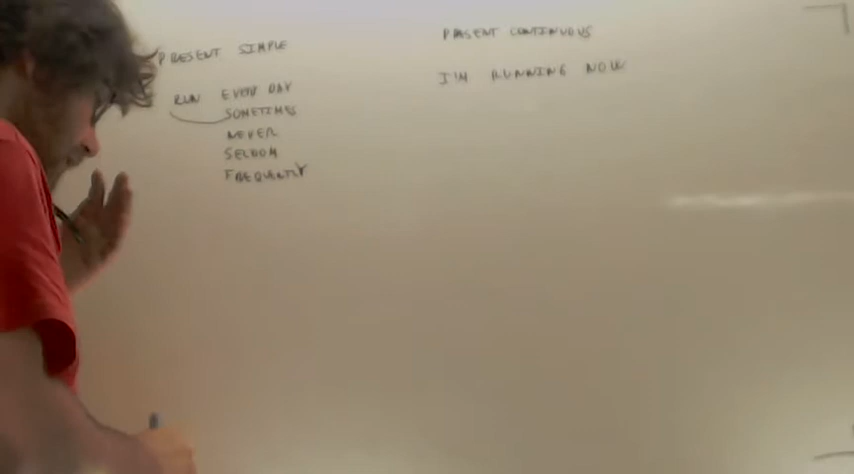 PRESENT SIMPLE
RUN EVERY DAY
SOMETIMES
NEVER
SELDOM
FREQUENTLY
PRESENT CONTINUOUS
I'M RUNNING NOW